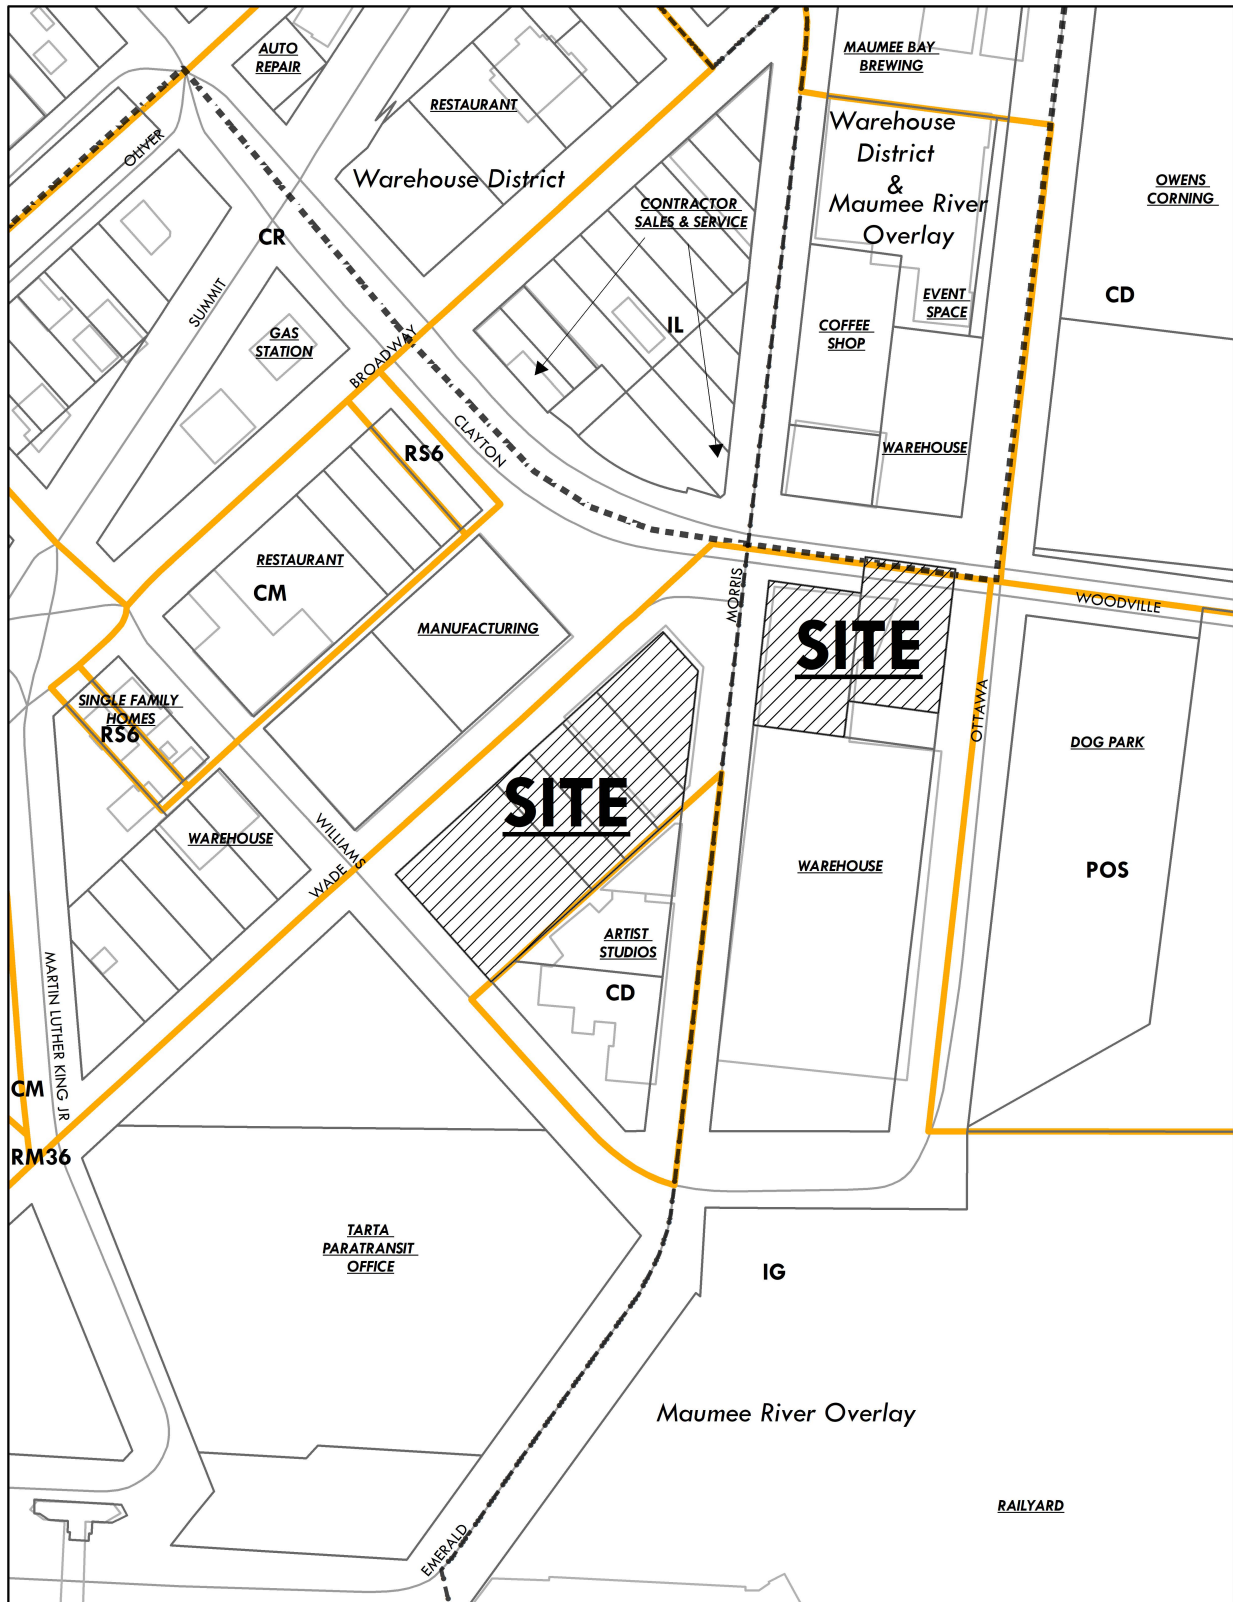 AUTO
REPAIR
MAUMEE BAY
BREWING
RESTAURANT
OLIVER
Warehouse
District
&
Maumee River
Overlay
Warehouse District
OWENS
CORNING
CONTRACTOR
SALES & SERVICE
CR
SUMMIT
CD
EVENT
SPACE
GAS
STATION
IL
COFFEE
SHOP
BROADWAY
CLAYTON
RS6
WAREHOUSE
RESTAURANT
CM
MORRIS
WOODVILLE
MANUFACTURING
SITE
SINGLE FAMILY
HOMES
RS6
OTTAWA
DOG PARK
SITE
WILLIAMS
WAREHOUSE
WADE
WAREHOUSE
POS
ARTIST
STUDIOS
CD
MARTIN LUTHER KING JR
CM
RM36
TARTA
PARATRANSIT
OFFICE
IG
Maumee River Overlay
RAILYARD
EMERALD